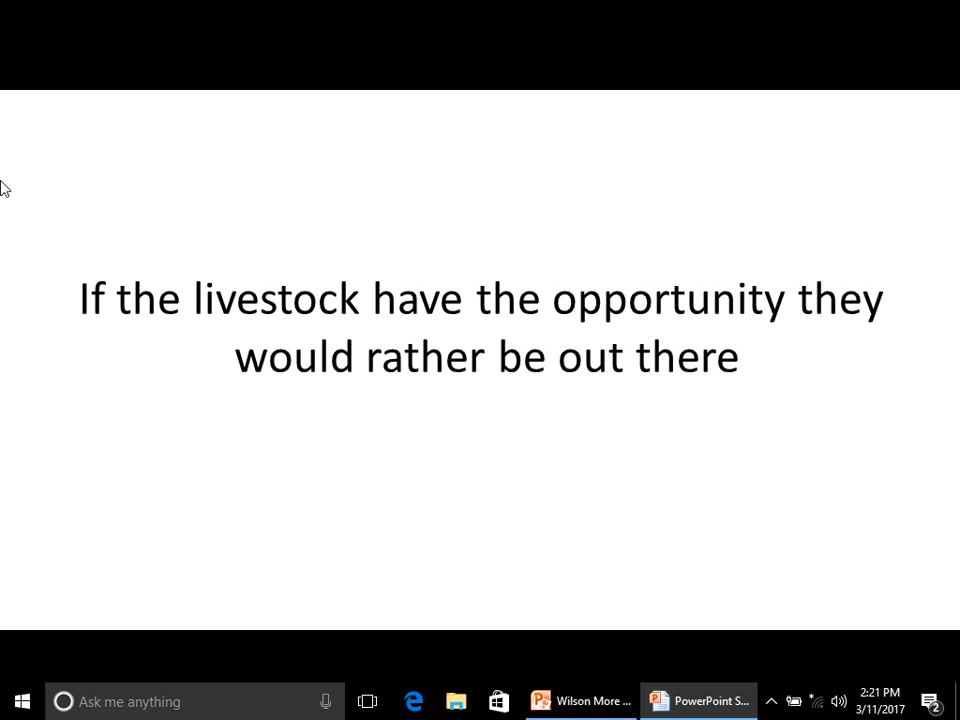 If the livestock have the opportunity they
would rather be out there
Ask me anything
Wilson More ...
PowerPoint S...
2:21 PM
3/11/2017
2